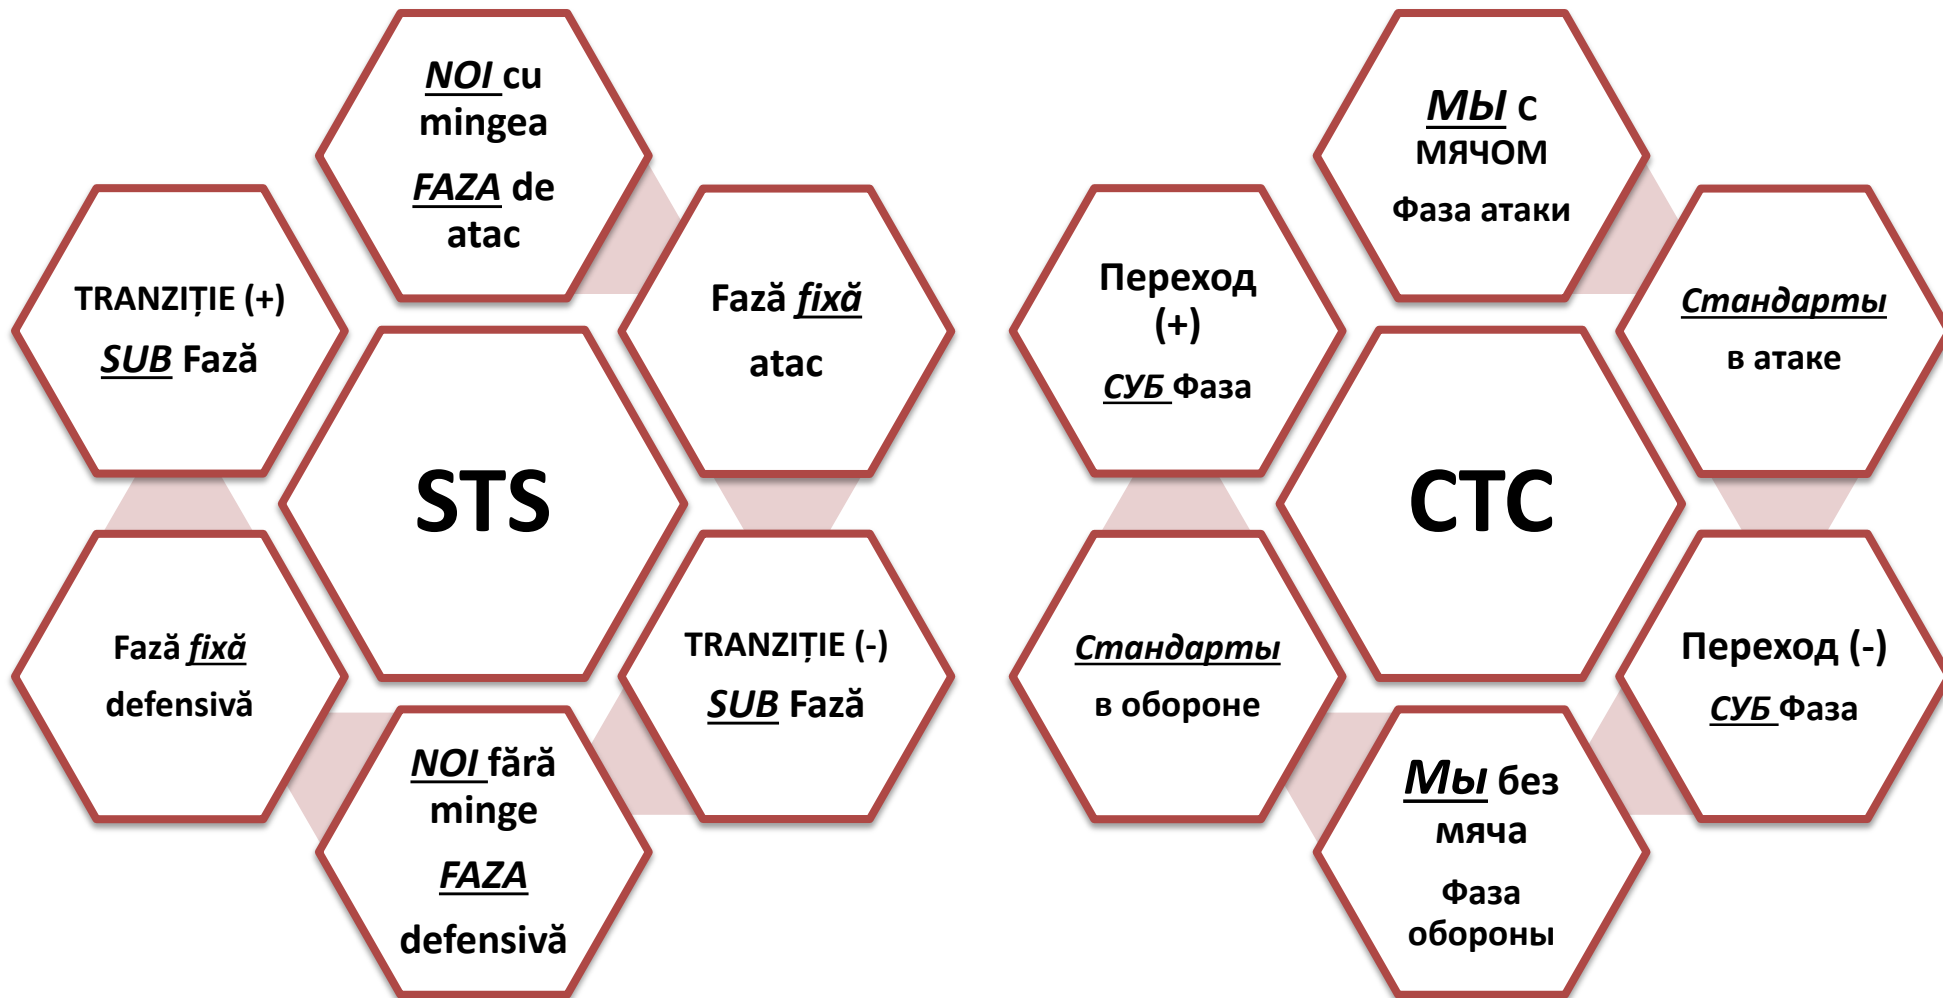 NOI cu
mingea
FAZA de
atac
Fază fixă
atac
TRANZIȚIE (-)
SUB Fază
NOI fără
minge
FAZA
defensivă
Fază fixă
defensivă
TRANZIȚIE (+)
SUB Fază
STS
МЫ С
МЯЧОМ
Фаза атаки
Стандарты
в атаке
Переход (-)
СУБ Фаза
Мы без
мяча
Фаза
обороны
Стандарты
в обороне
Переход
(+)
СУБ Фаза
СТС